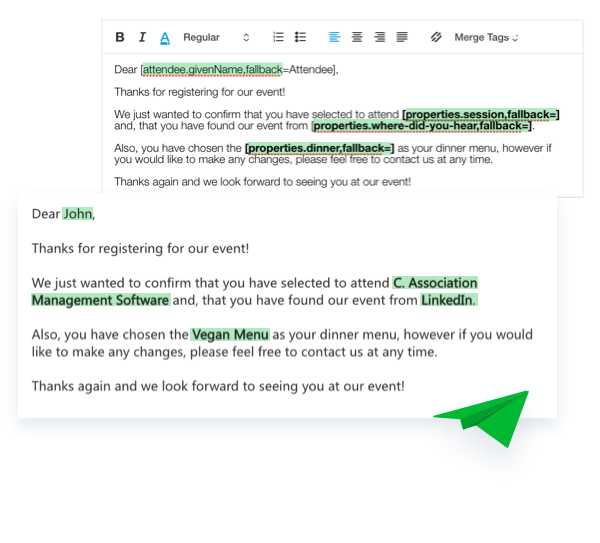 B I A Regular Merge Tags
Dear [attendee.givenName,fallback=Attendee],
Thanks for registering for our event!
We just wanted to confirm that you have selected to attend [properties.session,fallback=]
and, that you have found our event from [properties.where-did-you-hear,fallback=].
Also, you have chosen the [properties.dinner,fallback=] as your dinner menu, however if
you would like to make any changes, please feel free to contact us at any time.
Thanks again and we look forward to seeing you at our event!
Dear John,
Thanks for registering for our event!
We just wanted to confirm that you have selected to attend C. Association
Management Software and, that you have found our event from LinkedIn.
Also, you have chosen the Vegan Menu as your dinner menu, however if you would
like to make any changes, please feel free to contact us at any time.
Thanks again and we look forward to seeing you at our event!